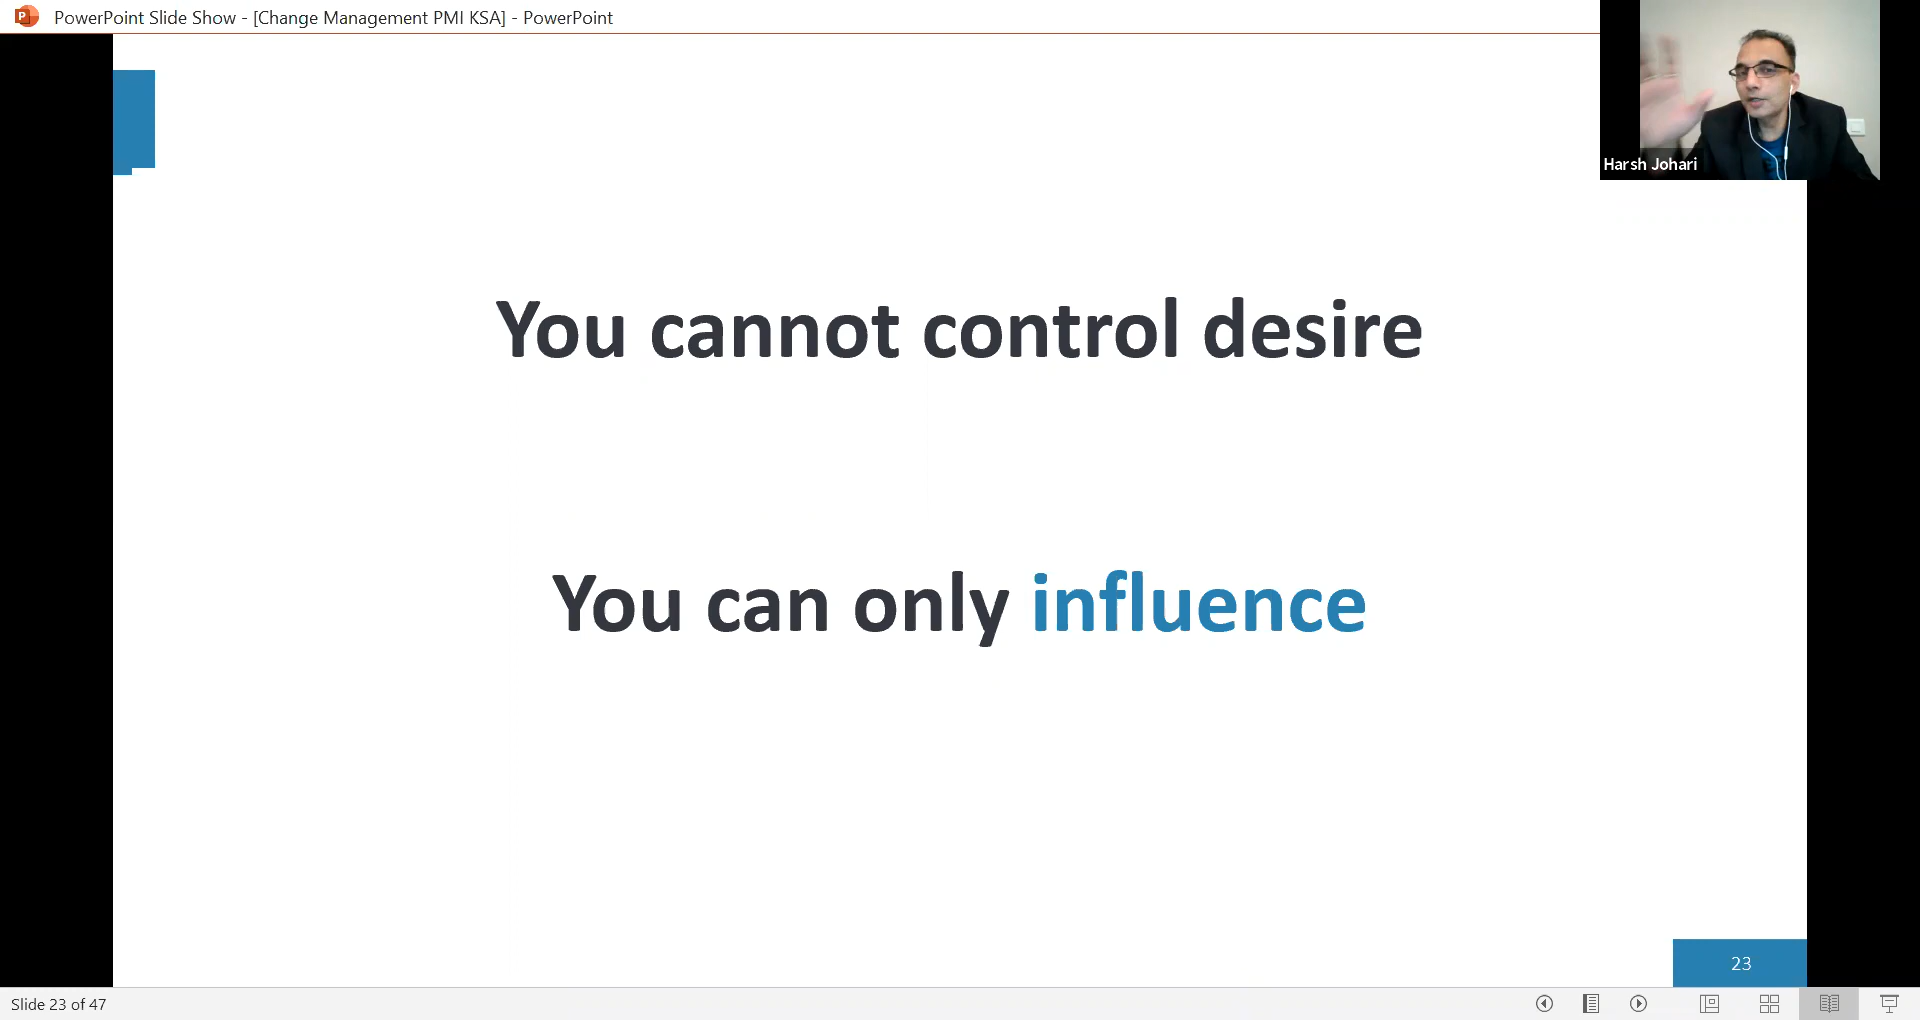 PowerPoint Slide Show - [Change Management PMI KSA] - PowerPoint
Harsh Johari
You cannot control desire
You can only influence
23
Slide 23 of 47